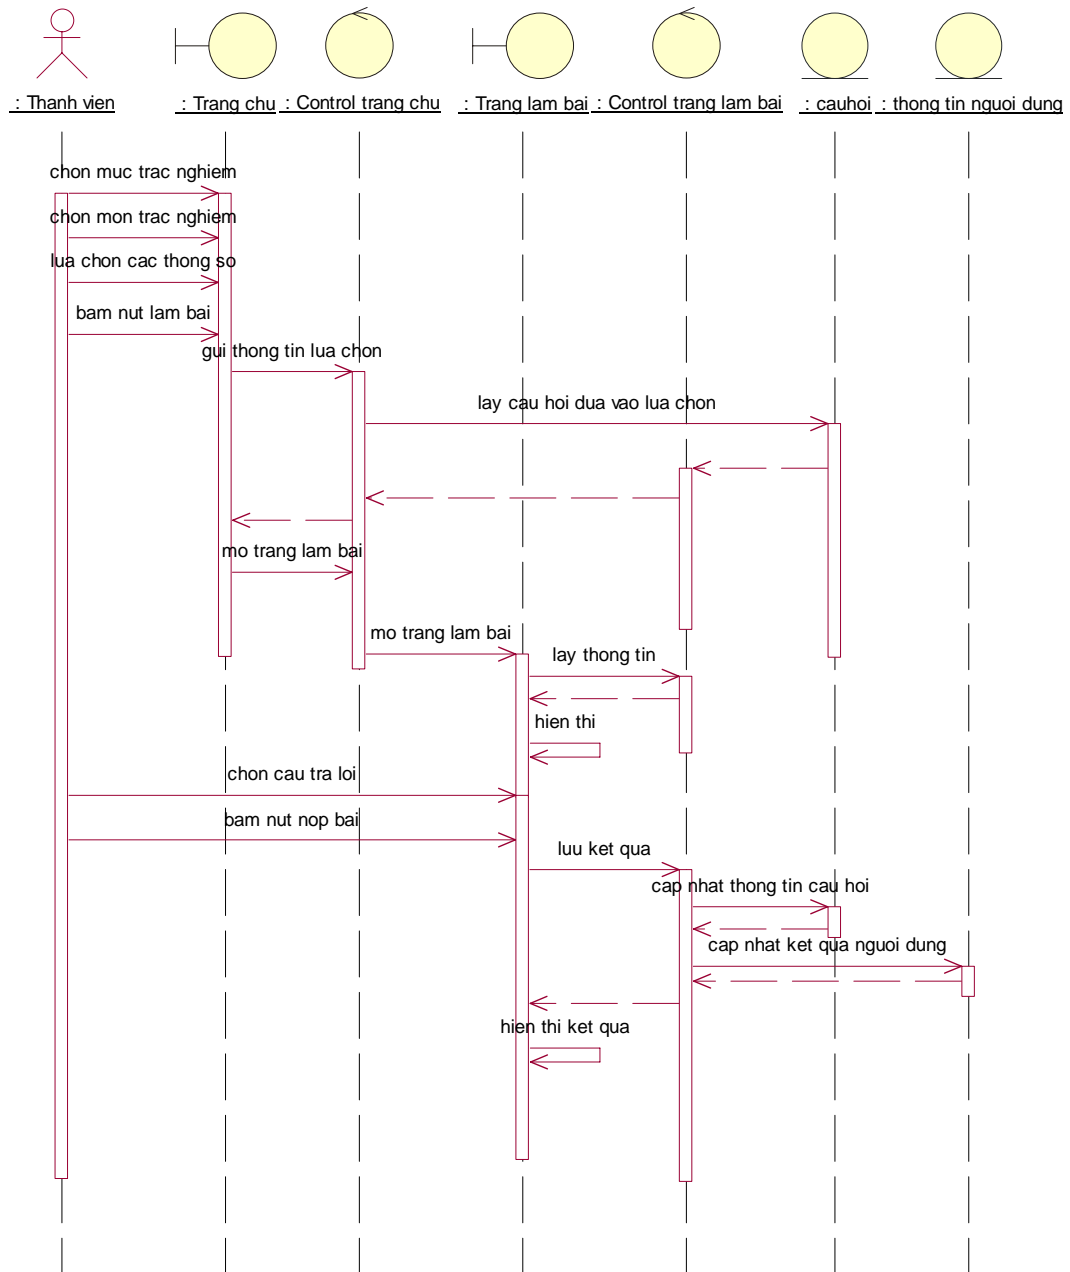 : Thanh vien
: Trang chu
: Control trang chu
: Trang lam bai
: Control trang lam bai
: cauhoi
: thong tin nguoi dung
chon muc trac nghiem
chon mon trac nghiem
lua chon cac thong so
bam nut lam bai
gui thong tin lua chon
lay cau hoi dua vao lua chon
mo trang lam bai
mo trang lam bai
lay thong tin
hien thi
chon cau tra loi
bam nut nop bai
luu ket qua
cap nhat thong tin cau hoi
cap nhat ket qua nguoi dung
hien thi ket qua